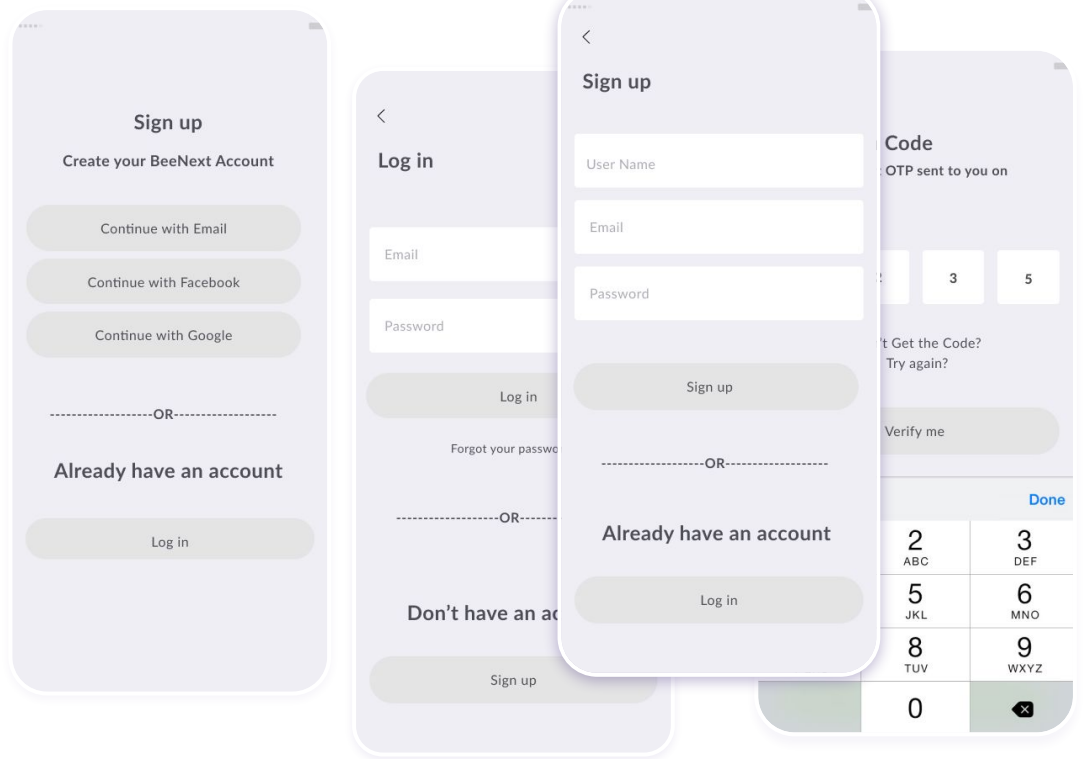 Sign up
Create your BeeNext Account
Continue with Email
Continue with Facebook
Continue with Google
-------------------OR-------------------
Already have an account
Log in
Log in
Email
Password
Log in
Forgot your
-------------------OR-------
Don't have an
Sign up
Sign up
User Name
Email
Password
Sign up
-------------------OR-------------------
Already have an account
Log in
Code
OTP sent to you on
3
5
Get the Code?
Try again?
Verify me
Done
2
ABC
3
DEF
5
JKL
6
MNO
8
TUV
9
WXYZ
0